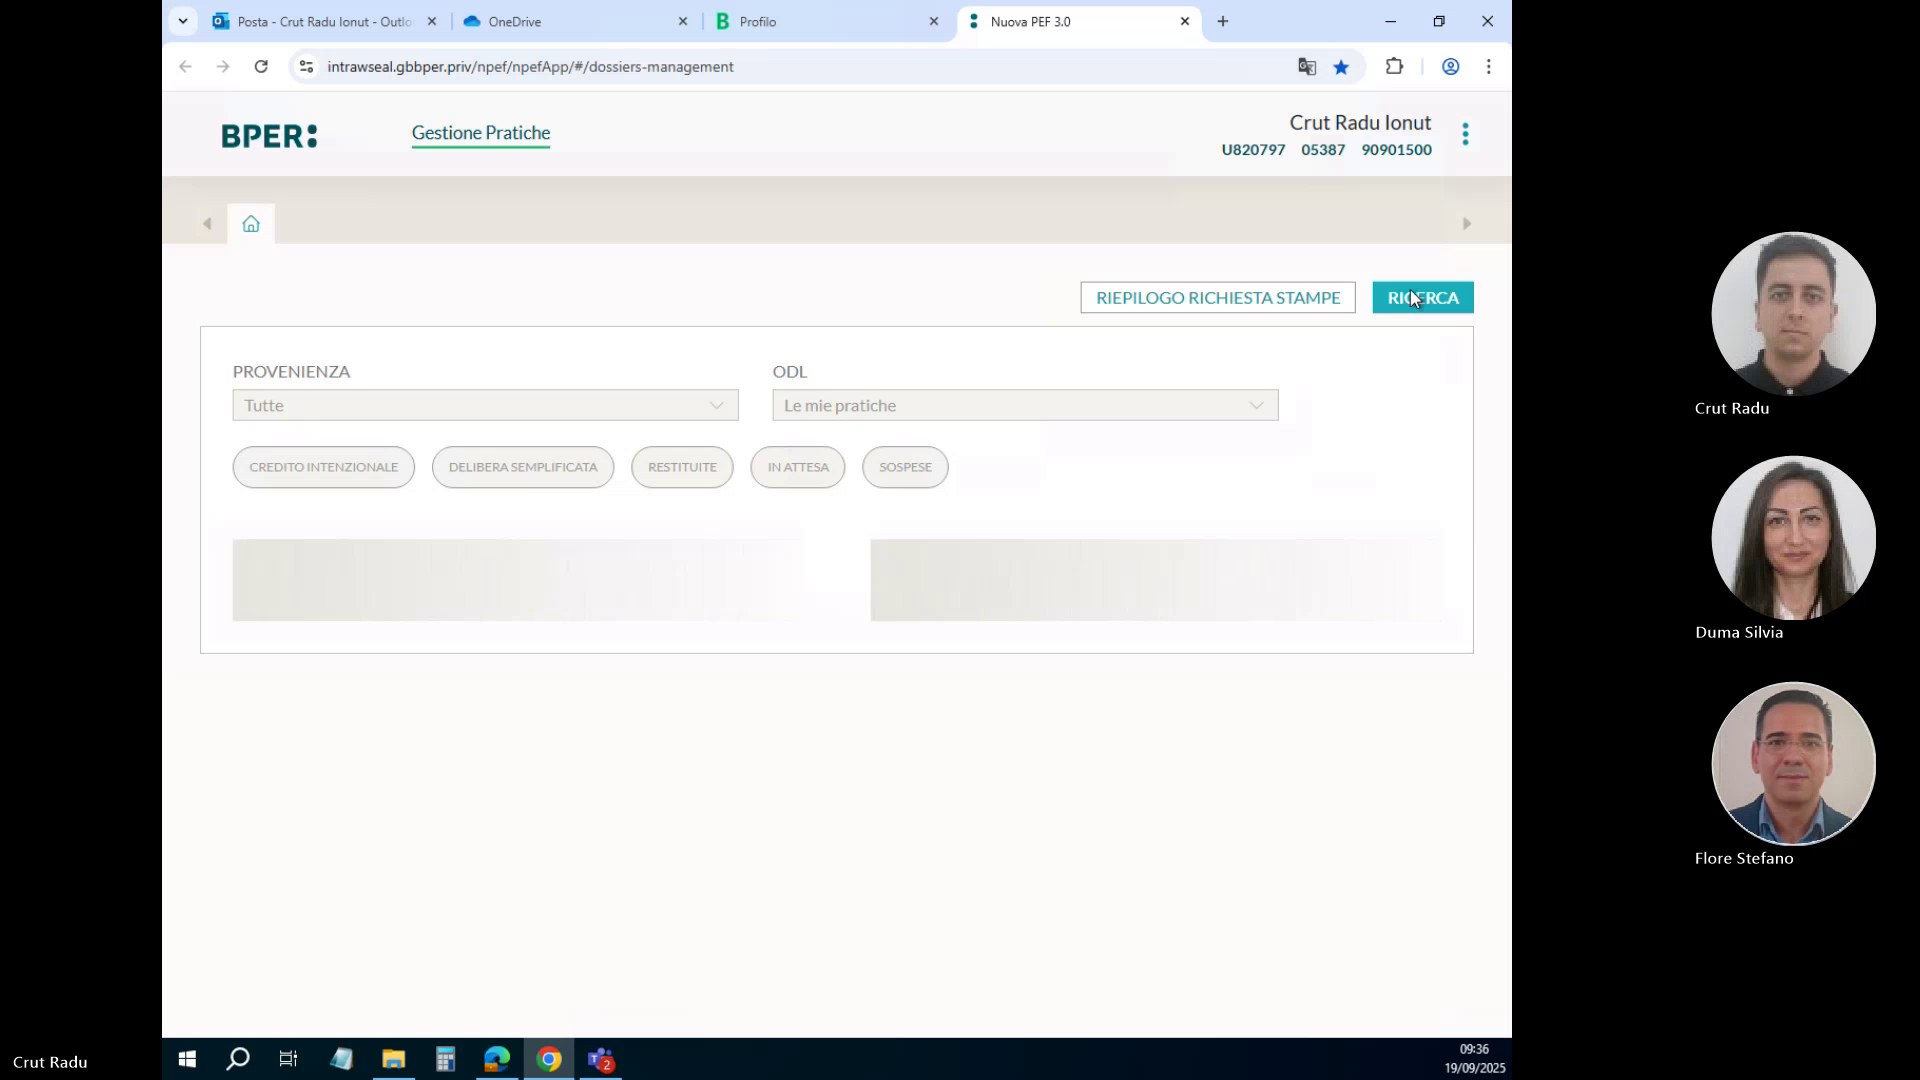 Posta - Crut Radu Ionut - Outlo
OneDrive
Profilo
Nuova PEF 3.0
intrawseal.gbbper.priv/npef/npefApp/#/dossiers-management
BPER:
Gestione Pratiche
Crut Radu Ionut
U820797 05387 90901500
RIEPILOGO RICHIESTA STAMPE
RICERCA
PROVENIENZA
ODL
Tutte
Le mie pratiche
CREDITO INTENZIONALE
DELIBERA SEMPLIFICATA
RESTITUITE
IN ATTESA
SOSPESE
Crut Radu
Duma Silvia
Flore Stefano
2
09:36
19/09/2025
Crut Radu